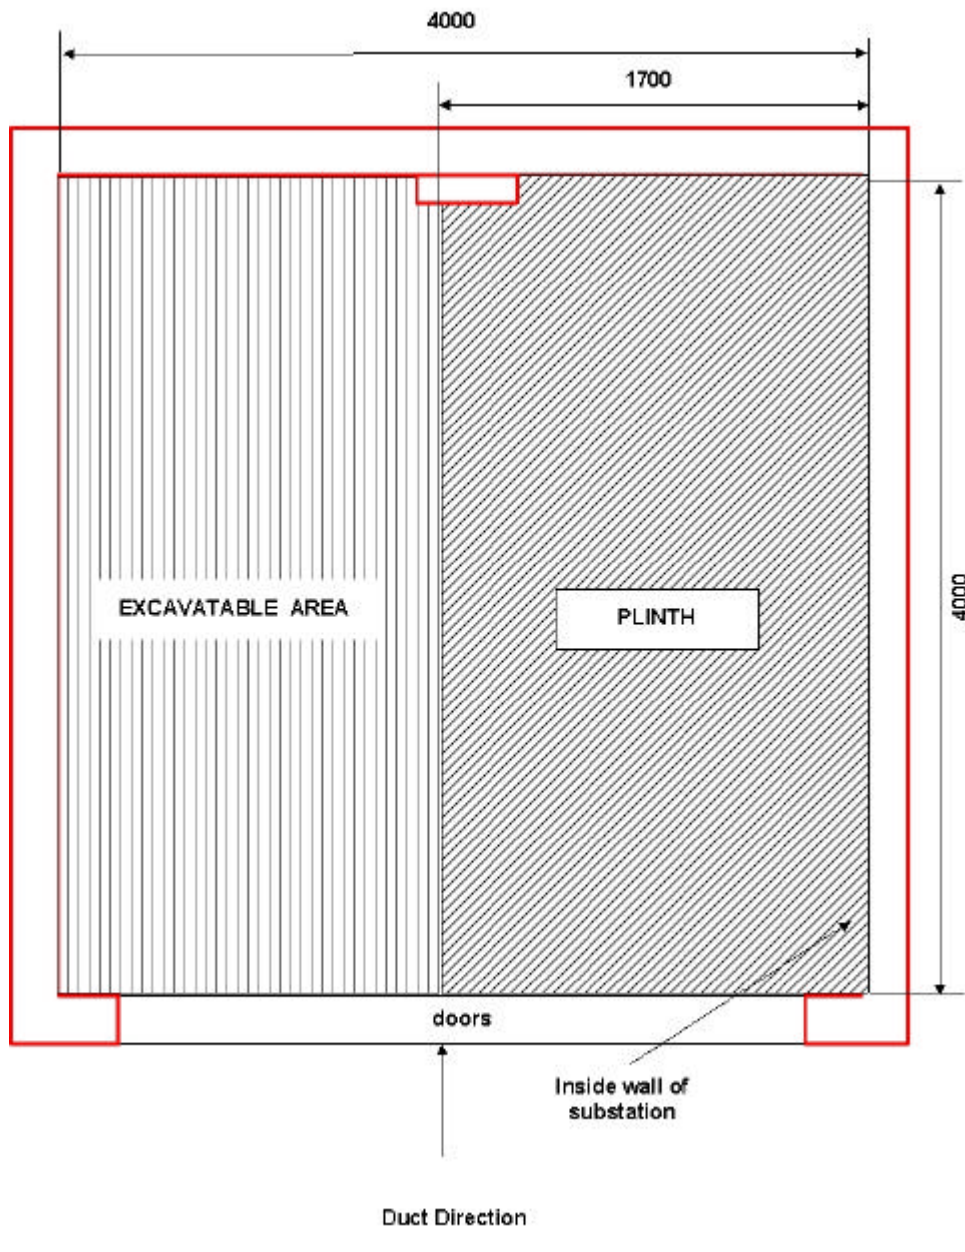 4000
1700
EXCAVATABLE AREA
PLINTH
4000
doors
Inside wall of
substation
Duct Direction